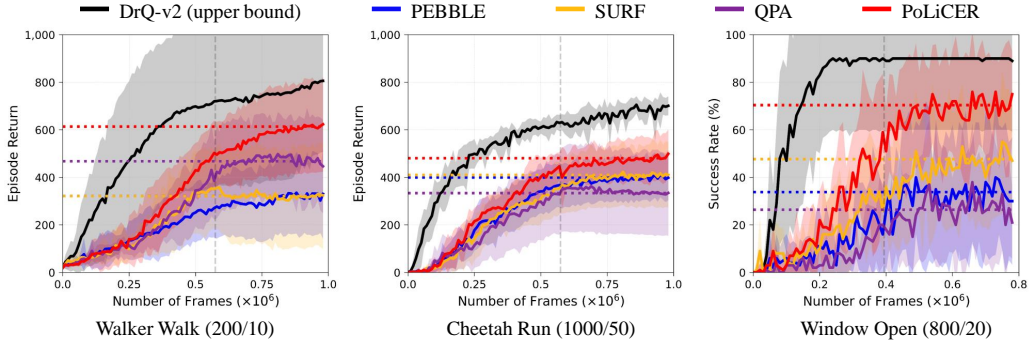 DrQ-v2 (upper bound) PEBBLE SURF QPA PoLiCER
1,000 1,000 100
800 800 80
600 600 60
400 400 40
200 200 20
0 0 0
Episode Return Episode Return Success Rate (%)
0.0 0.25 0.5 0.75 1.0 0.0 0.25 0.5 0.75 1.0 0.0 0.2 0.4 0.6 0.8
Number of Frames (×10⁶) Number of Frames (×10⁶) Number of Frames (×10⁶)
Walker Walk (200/10) Cheetah Run (1000/50) Window Open (800/20)